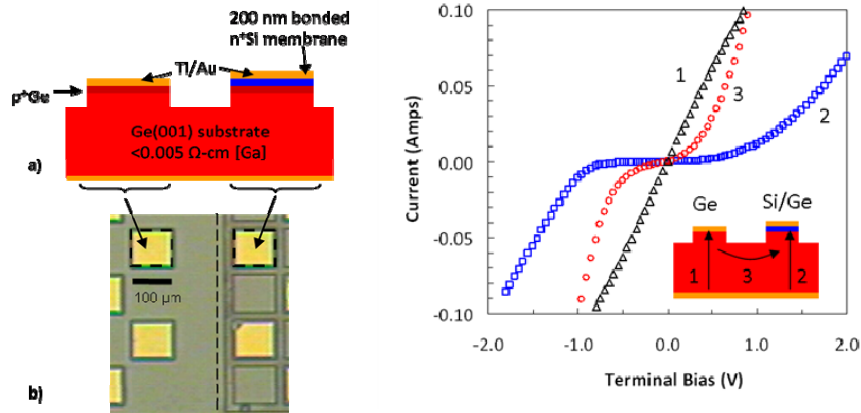 200 nm bonded
n⁺Si membrane
Ti/Au
p⁺Ge
Ge(001) substrate
<0.005 Ω-cm [Ga]
a)
100 µm
b)
Current (Amps)
0.10
0.05
0.00
-0.05
-0.10
-2.0 -1.0 0.0 1.0 2.0
Terminal Bias (V)
1
3
2
Ge Si/Ge
1 3 2